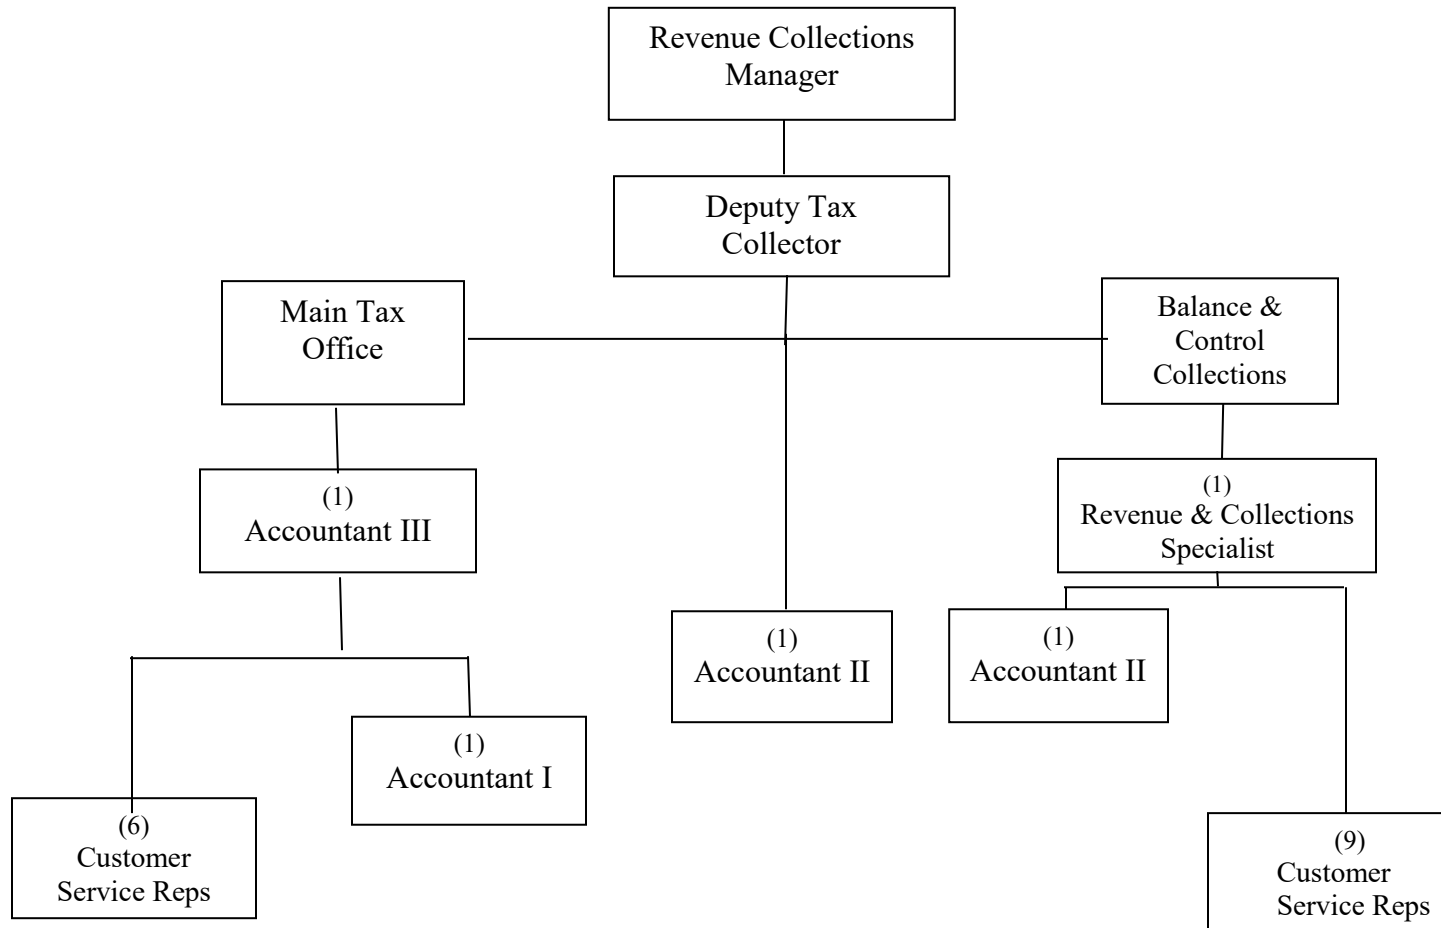 Revenue Collections
Manager
Deputy Tax
Collector
Main Tax
Office
Balance &
Control
Collections
(1)
Accountant III
(1)
Revenue & Collections
Specialist
(1)
Accountant II
(1)
Accountant II
(1)
Accountant I
(6)
Customer
Service Reps
(9)
Customer
Service Reps